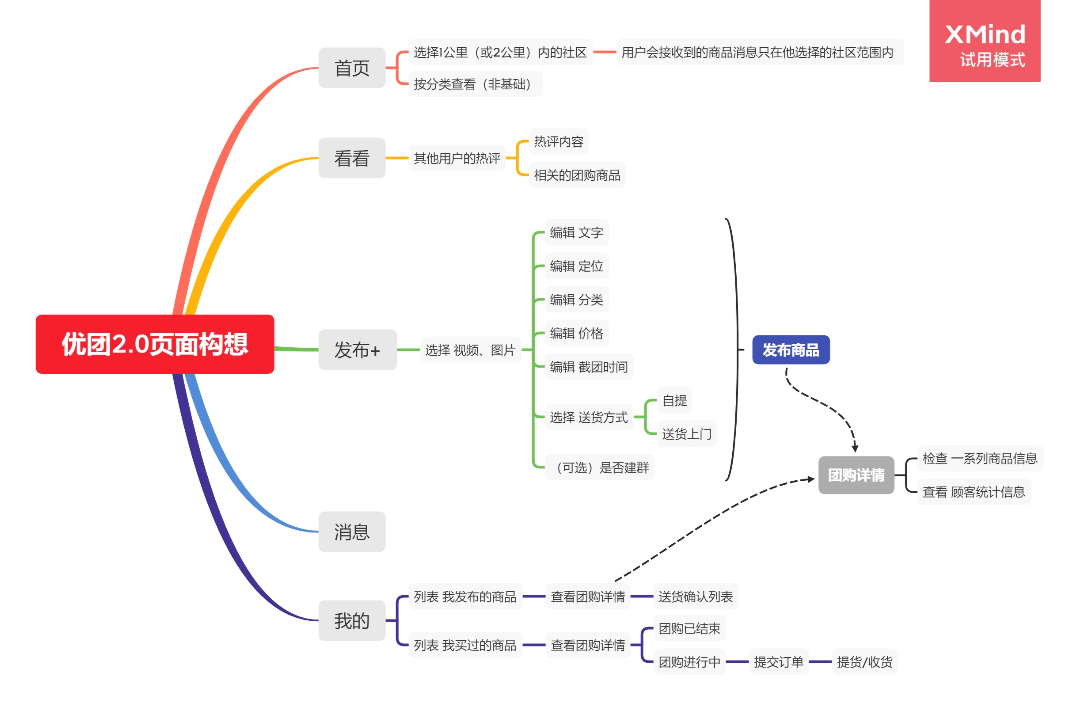 XMind
试用模式
首页
选择1公里（或2公里）内的社区
用户会接收到的商品消息只在他选择的社区范围内
按分类查看（非基础）
看看
其他用户的热评
热评内容
相关的团购商品
优团2.0页面构想
发布+
选择 视频、图片
编辑 文字
编辑 定位
编辑 分类
编辑 价格
编辑 截团时间
选择 送货方式
自提
送货上门
（可选）是否建群
发布商品
团购详情
检查 一系列商品信息
查看 顾客统计信息
消息
我的
列表 我发布的商品
查看团购详情
送货确认列表
列表 我买过的商品
查看团购详情
团购已结束
团购进行中
提交订单
提货/收货